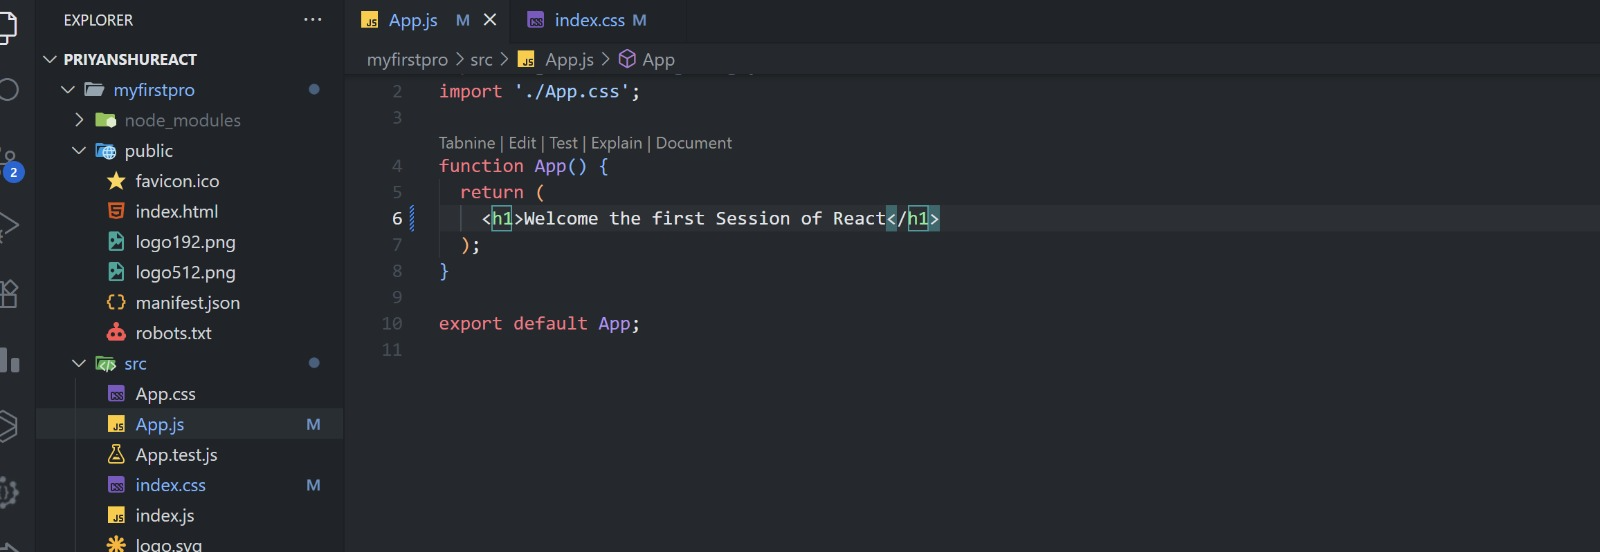 EXPLORER ...
PRIYANSHUREACT
myfirstpro
node_modules
public
favicon.ico
index.html
logo192.png
logo512.png
manifest.json
robots.txt
src
App.css
App.js M
App.test.js
index.css M
index.js
logo.svg
2
JS App.js M
CSS index.css M
myfirstpro > src > JS App.js > App
2 import './App.css';
3
Tabnine | Edit | Test | Explain | Document
4 function App() {
5 return (
6 <h1>Welcome the first Session of React</h1>
7 );
8 }
9
10 export default App;
11